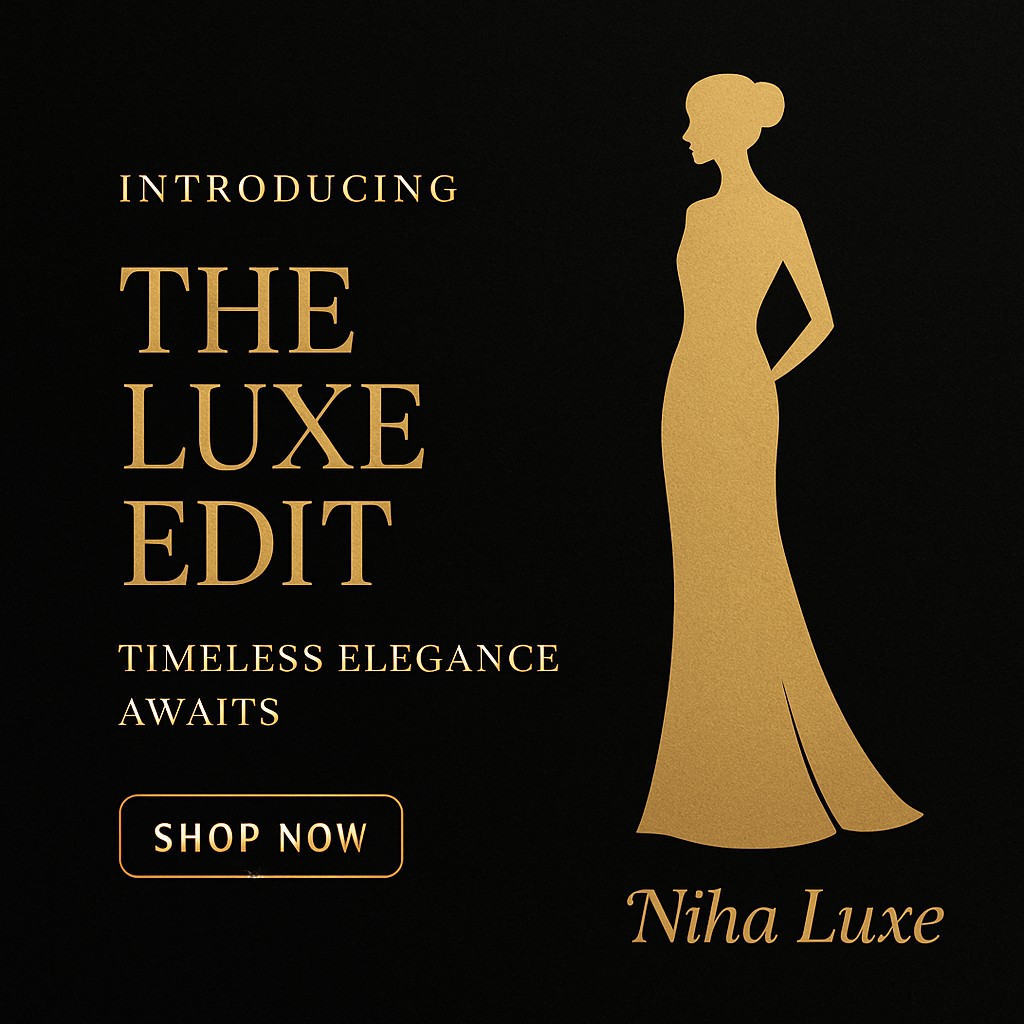 INTRODUCING
THE
LUXE
EDIT
TIMELESS ELEGANCE
AWAITS
SHOP NOW
Niha Luxe